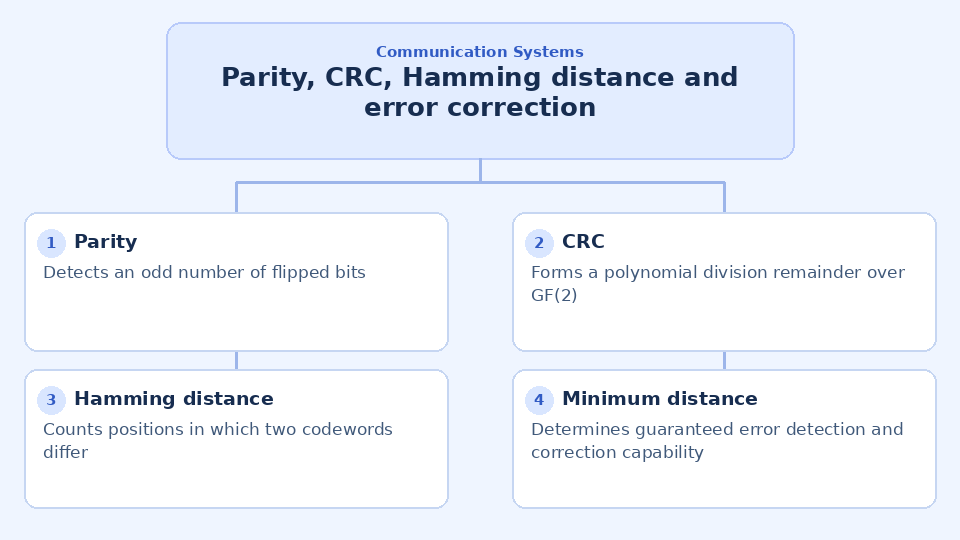 Communication Systems
Parity, CRC, Hamming distance and
error correction
1 Parity
Detects an odd number of flipped bits
2 CRC
Forms a polynomial division remainder over
GF(2)
3 Hamming distance
Counts positions in which two codewords
differ
4 Minimum distance
Determines guaranteed error detection and
correction capability